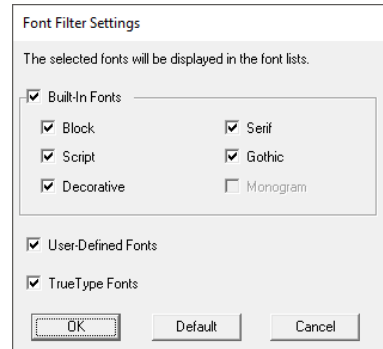 Font Filter Settings
The selected fonts will be displayed in the font lists.
Built-In Fonts
Block
Serif
Script
Gothic
Decorative
Monogram
User-Defined Fonts
TrueType Fonts
OK
Default
Cancel